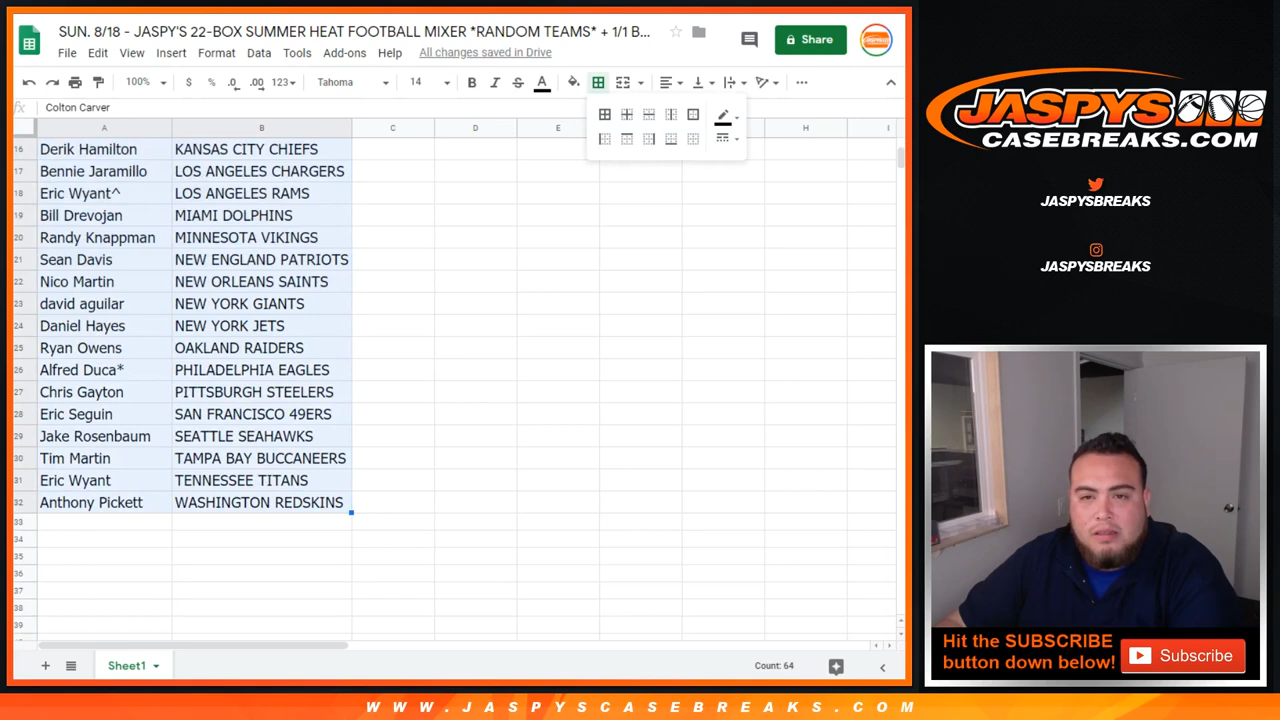 SUN. 8/18 - JASPY'S 22-BOX SUMMER HEAT FOOTBALL MIXER *RANDOM TEAMS* + 1/1 B...
File Edit View Format Data Tools Add-ons Help All changes saved in Drive
Share
100% $ % .0 .00 123 Tahoma 14 B I S A
fx Colton Carver
A B C D E H I
16 Derik Hamilton KANSAS CITY CHIEFS
17 Bennie Jaramillo LOS ANGELES CHARGERS
18 Eric Wyant^ LOS ANGELES RAMS
19 Bill Drevojan MIAMI DOLPHINS
20 Randy Knappman MINNESOTA VIKINGS
21 Sean Davis NEW ENGLAND PATRIOTS
22 Nico Martin NEW ORLEANS SAINTS
23 david aguilar NEW YORK GIANTS
24 Daniel Hayes NEW YORK JETS
25 Ryan Owens OAKLAND RAIDERS
26 Alfred Duca* PHILADELPHIA EAGLES
27 Chris Gayton PITTSBURGH STEELERS
28 Eric Seguin SAN FRANCISCO 49ERS
29 Jake Rosenbaum SEATTLE SEAHAWKS
30 Tim Martin TAMPA BAY BUCCANEERS
31 Eric Wyant TENNESSEE TITANS
32 Anthony Pickett WASHINGTON REDSKINS
33
34
35
36
37
38
39
Sheet1 Count: 64
JASPYS
CASEBREAKS.COM
JASPYSBREAKS
JASPYSBREAKS
Hit the SUBSCRIBE
button down below!
Subscribe
WWW.JASPYSCASEBREAKS.COM